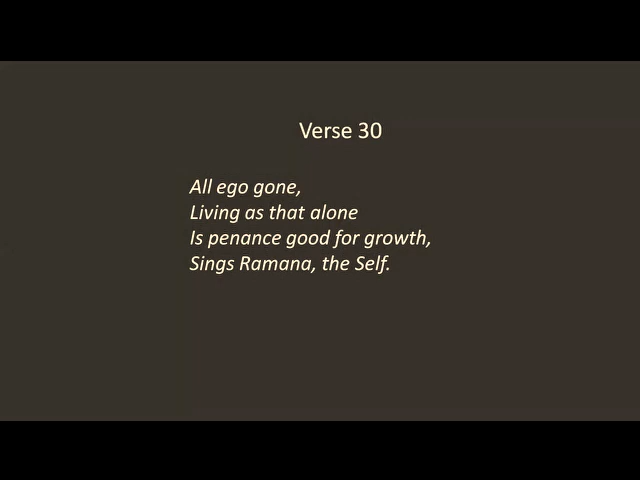 Verse 30
All ego gone,
Living as that alone
Is penance good for growth,
Sings Ramana, the Self.